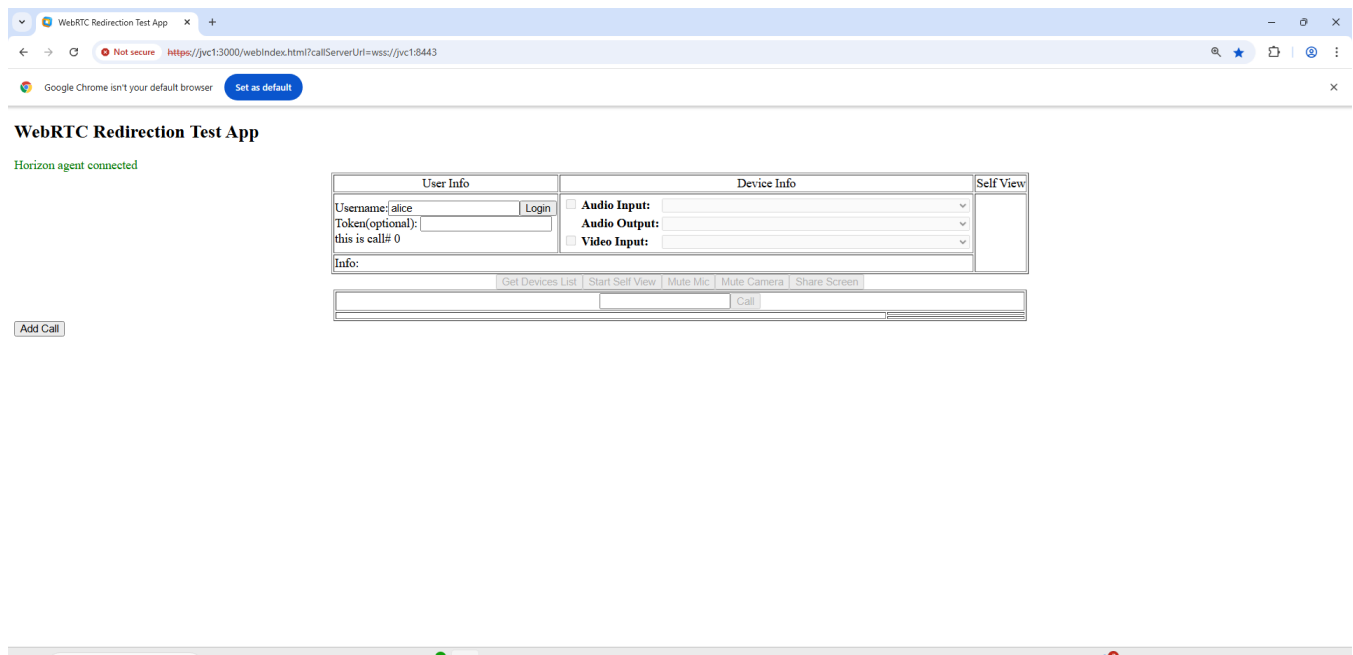 WebRTC Redirection Test App
Not secure https://jvc1:3000/webIndex.html?callServerUrl=wss://jvc1:8443
Google Chrome isn't your default browser Set as default
WebRTC Redirection Test App
Horizon agent connected
User Info Device Info Self View
Username: alice Login Audio Input:
Token(optional): Audio Output:
this is call# 0 Video Input:
Info:
Get Devices List Start Self View Mute Mic Mute Camera Share Screen
Call
Add Call